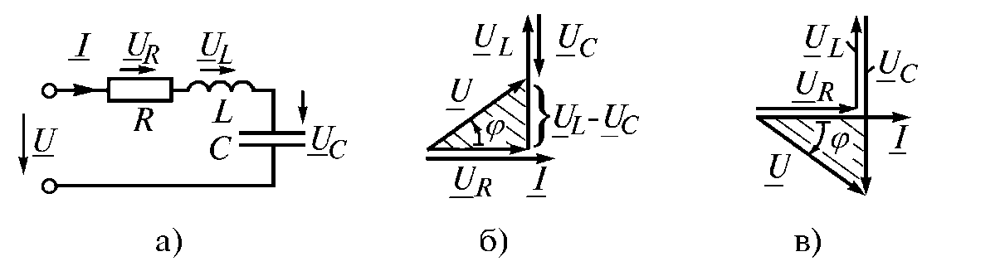 I U_R U_L
R L
U C U_C
а)
U_L U_C
U φ U_L - U_C
U_R I
б)
U_L U_C
U_R
φ I
U
в)